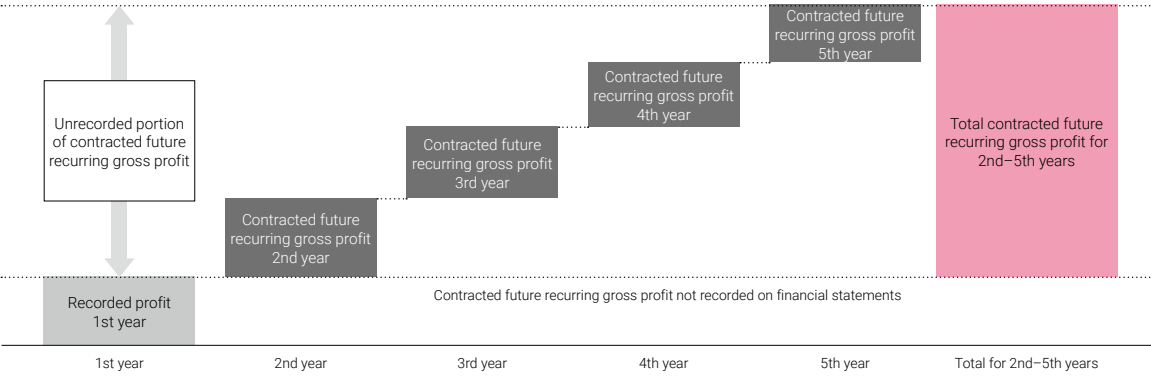 Contracted future
recurring gross profit
5th year
Contracted future
recurring gross profit
4th year
Unrecorded portion
of contracted future
recurring gross profit
Total contracted future
recurring gross profit for
2nd–5th years
Contracted future
recurring gross profit
3rd year
Contracted future
recurring gross profit
2nd year
Recorded profit
1st year
Contracted future recurring gross profit not recorded on financial statements
1st year
2nd year
3rd year
4th year
5th year
Total for 2nd–5th years